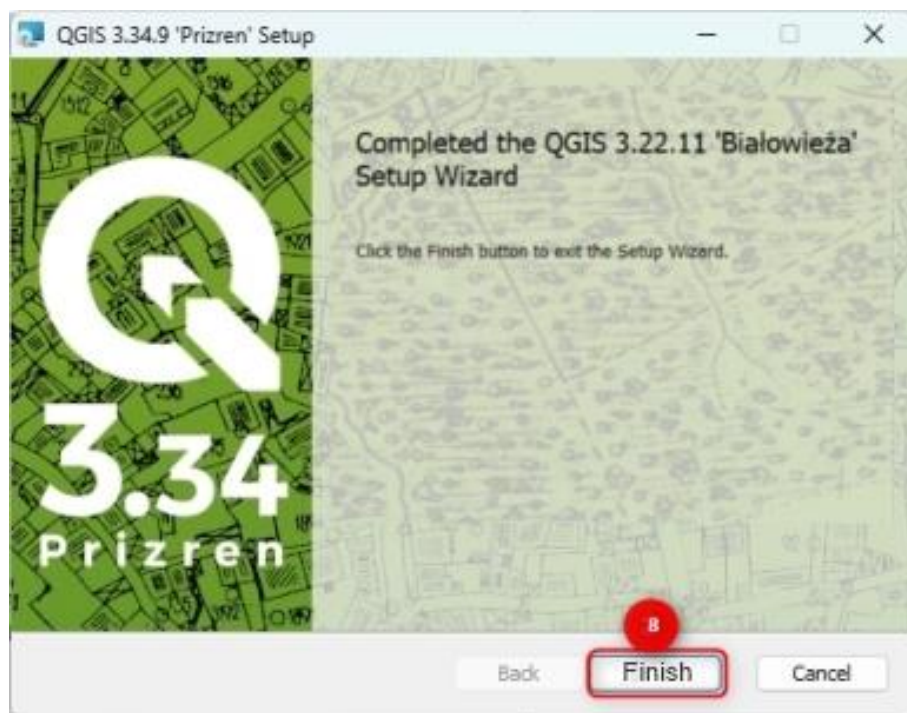 QGIS 3.34.9 'Prizren' Setup
Completed the QGIS 3.22.11 'Białowieża'
Setup Wizard
Click the Finish button to exit the Setup Wizard.
3.34
Prizren
8
Back
Finish
Cancel